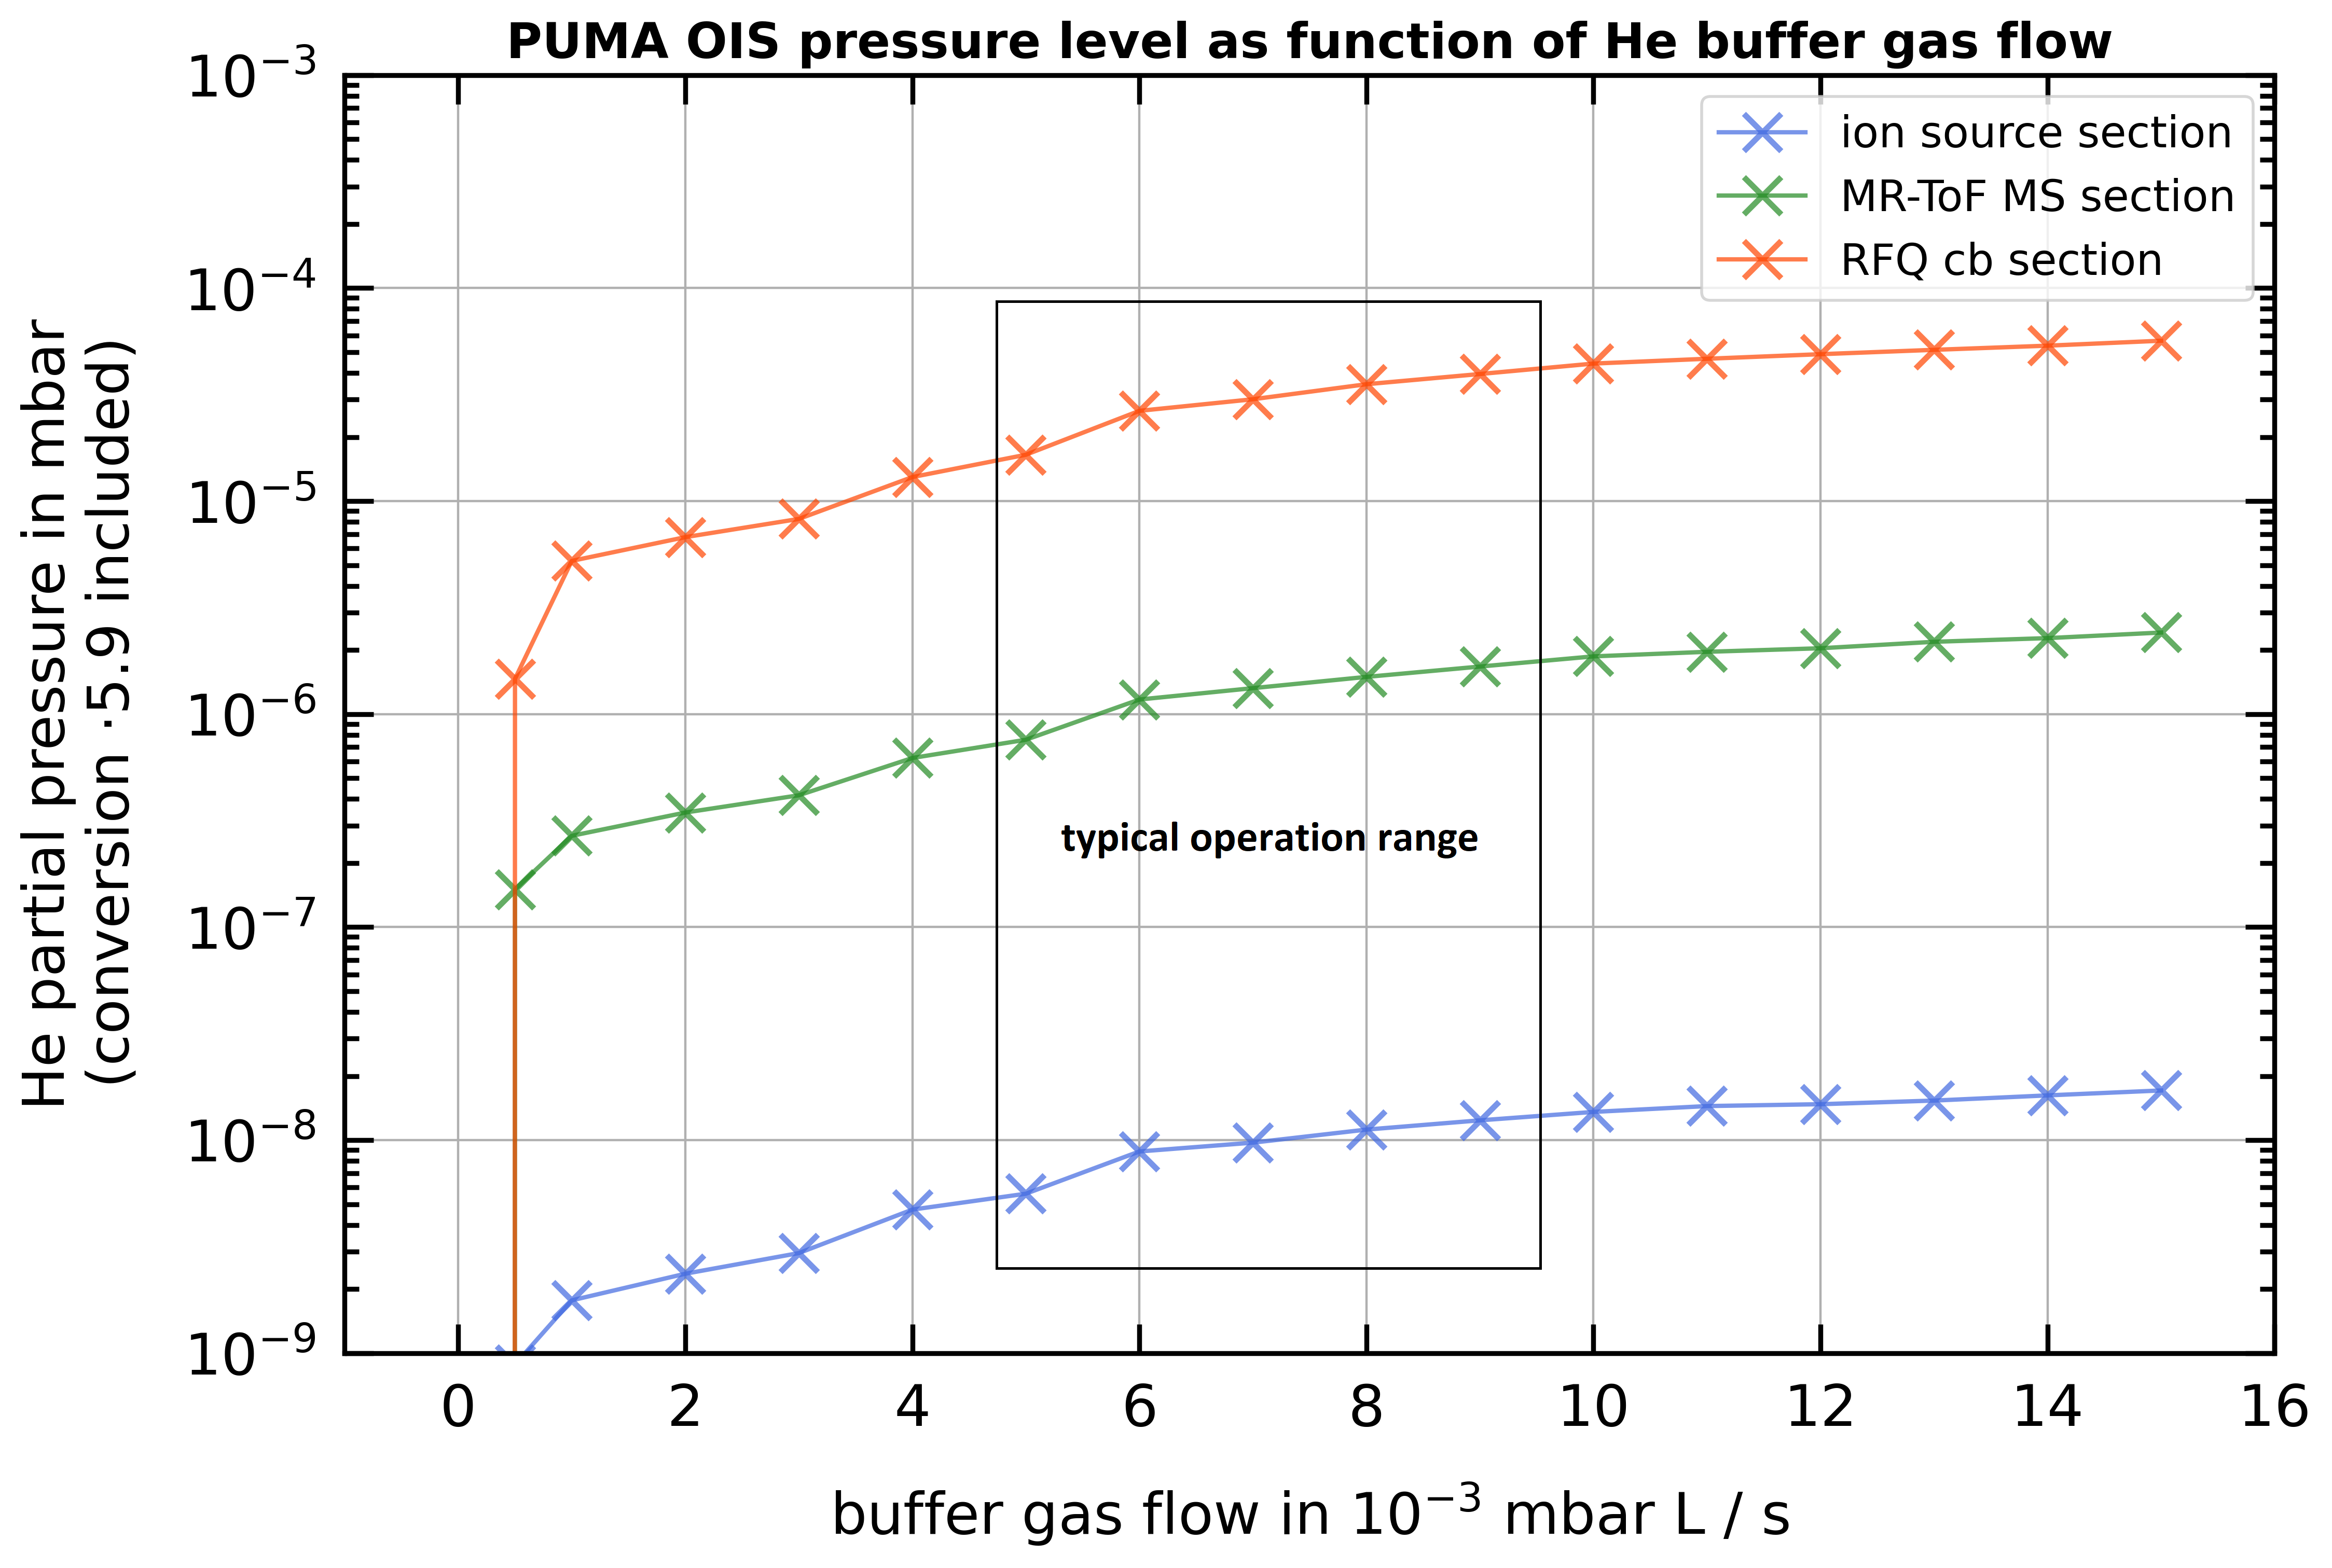 PUMA OIS pressure level as function of He buffer gas flow
He partial pressure in mbar
(conversion ·5.9 included)
10⁻³
10⁻⁴
10⁻⁵
10⁻⁶
10⁻⁷
10⁻⁸
10⁻⁹
ion source section
MR-ToF MS section
RFQ cb section
typical operation range
0 2 4 6 8 10 12 14 16
buffer gas flow in 10⁻³ mbar L / s